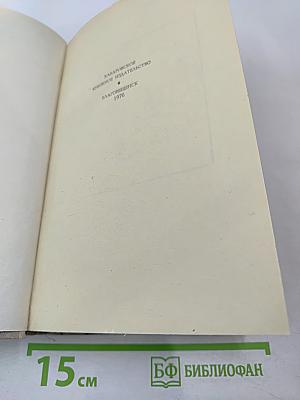 ХАБАРОВСКОЕ
КНИЖНОЕ ИЗДАТЕЛЬСТВО
БЛАГОВЕЩЕНСК
1976
15 см
БФ БИБЛИОФАН